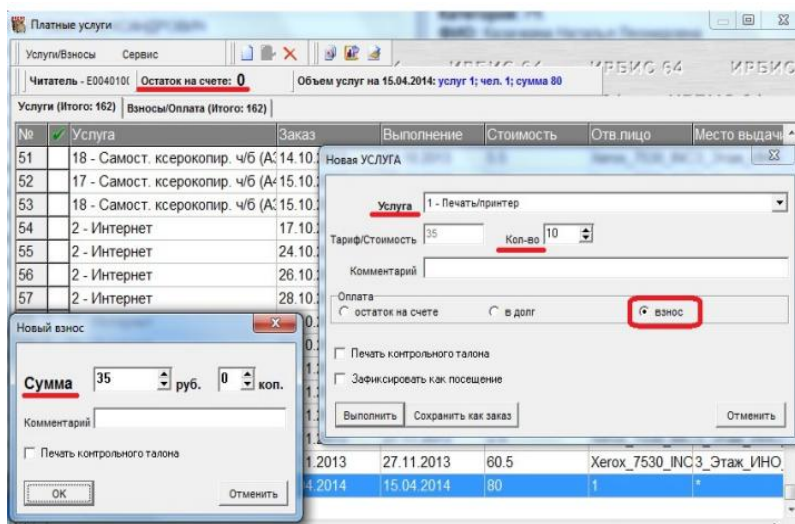 Платные услуги
Услуги/Взносы Сервис
Читатель - E004010( Остаток на счете: 0 Объем услуг на 15.04.2014: услуг 1; чел. 1; сумма 80
ИРБИС 64
Услуги (Итого: 162) Взносы/Оплата (Итого: 162)
№ Услуга Заказ Выполнение Стоимость Отв.лицо Место выдачи
51 18 - Самост. ксерокопир. ч/б (А3 14.10.
52 17 - Самост. ксерокопир. ч/б (А4 15.10.
53 18 - Самост. ксерокопир. ч/б (А3 15.10.
54 2 - Интернет 17.10.
55 2 - Интернет 24.10.
56 2 - Интернет 26.10.
57 2 - Интернет 28.10.
Новая УСЛУГА
Услуга 1 - Печать/принтер
Тариф/Стоимость 35 Кол-во 10
Комментарий
Оплата
остаток на счете в долг взнос
Печать контрольного талона
Зафиксировать как посещение
Выполнить Сохранить как заказ Отменить
Новый взнос
Сумма 35 руб. 0 коп.
Комментарий
Печать контрольного талона
ОК Отменить
1.2013 27.11.2013 60.5 Xerox_7530_INC 3_Этаж_ИНО_
4.2014 15.04.2014 80 1 *